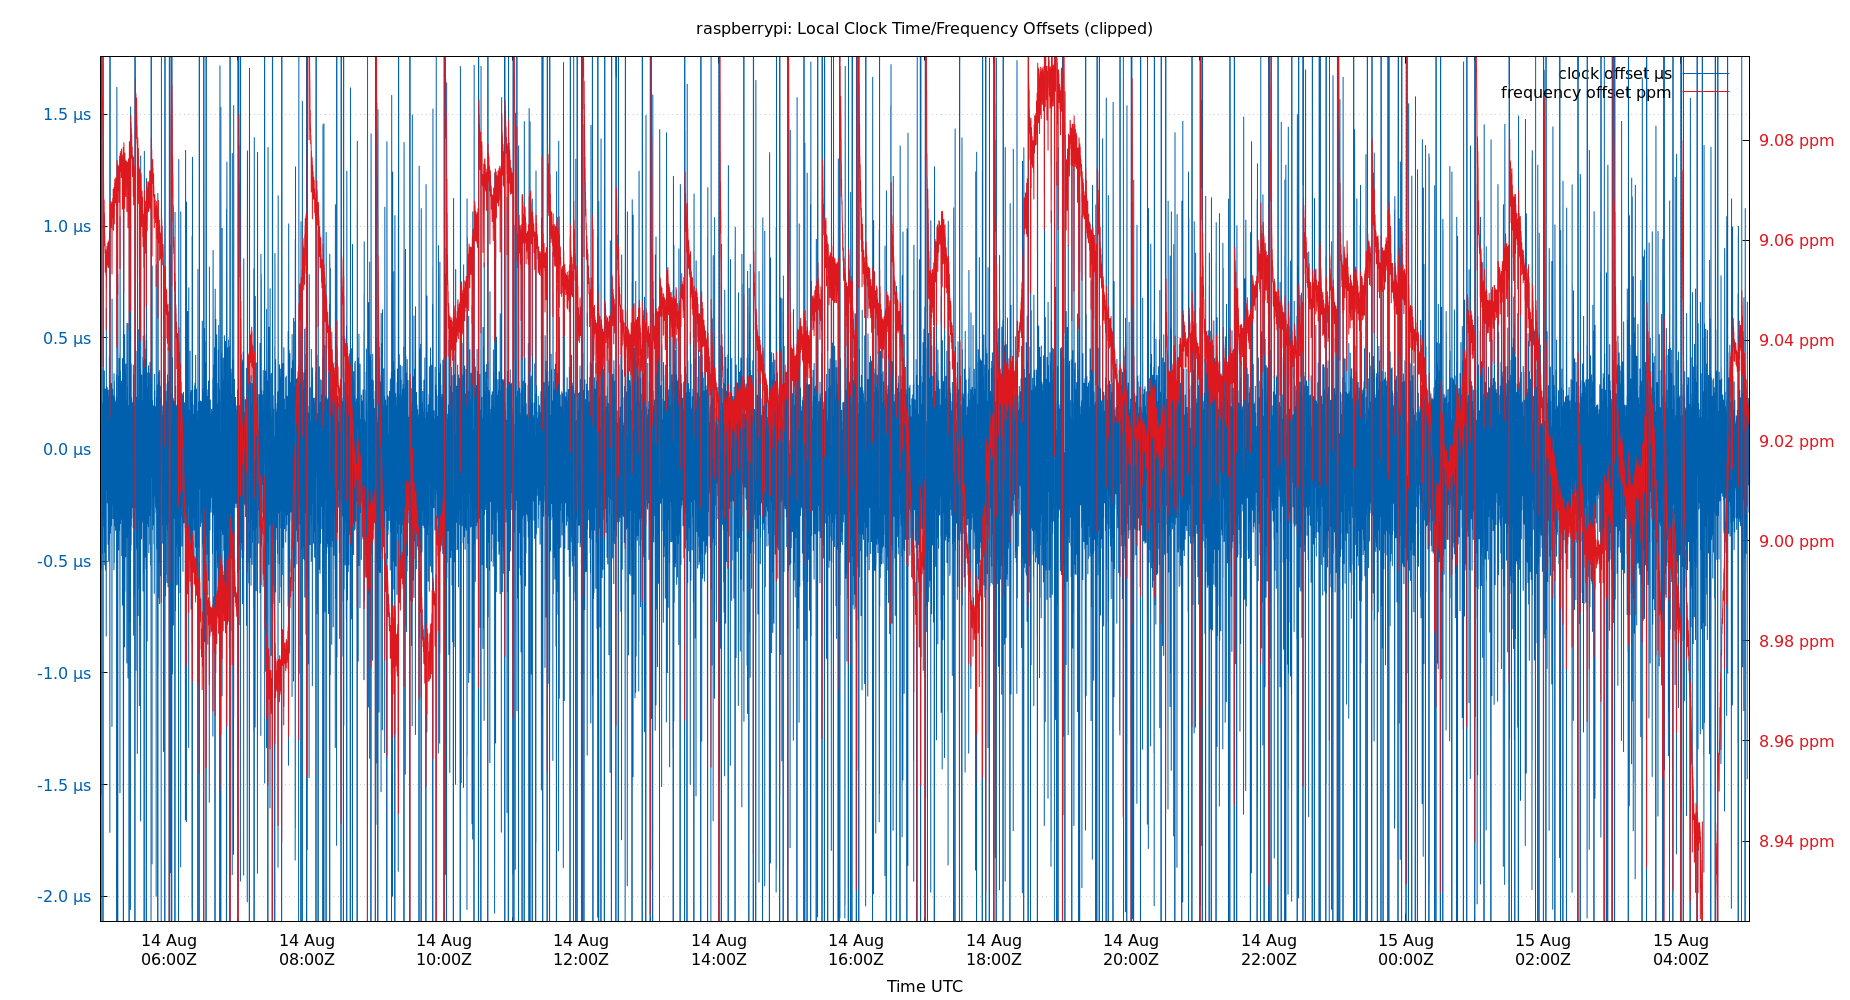 raspberrypi: Local Clock Time/Frequency Offsets (clipped)
clock offset µs
frequency offset ppm
1.5 µs
1.0 µs
0.5 µs
0.0 µs
-0.5 µs
-1.0 µs
-1.5 µs
-2.0 µs
9.08 ppm
9.06 ppm
9.04 ppm
9.02 ppm
9.00 ppm
8.98 ppm
8.96 ppm
8.94 ppm
14 Aug 14 Aug 14 Aug 14 Aug 14 Aug 14 Aug 14 Aug 14 Aug 14 Aug 15 Aug 15 Aug 15 Aug
06:00Z 08:00Z 10:00Z 12:00Z 14:00Z 16:00Z 18:00Z 20:00Z 22:00Z 00:00Z 02:00Z 04:00Z
Time UTC